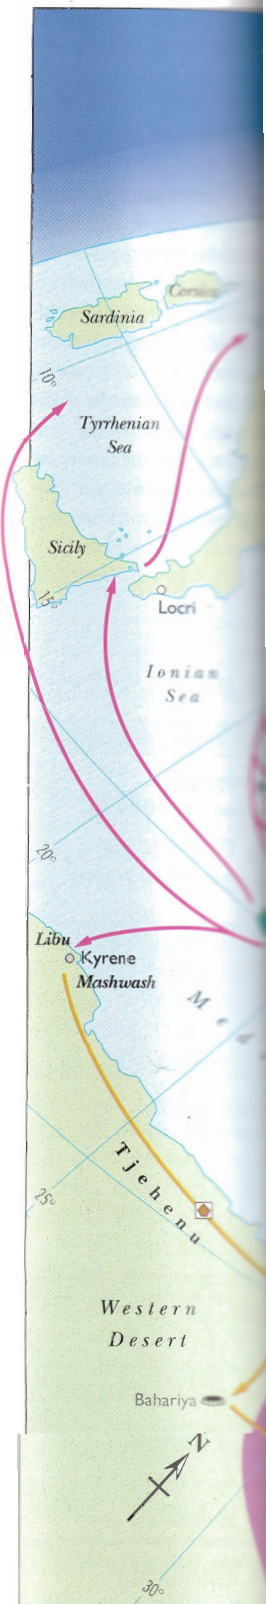 Corsica
Sardinia
10°
Tyrrhenian
Sea
Sicily
15°
Locri
Ionian
Sea
20°
Libu
Kyrene
Mashwash
M e d
Tjehenu
25°
Western
Desert
Bahariya
N
30°